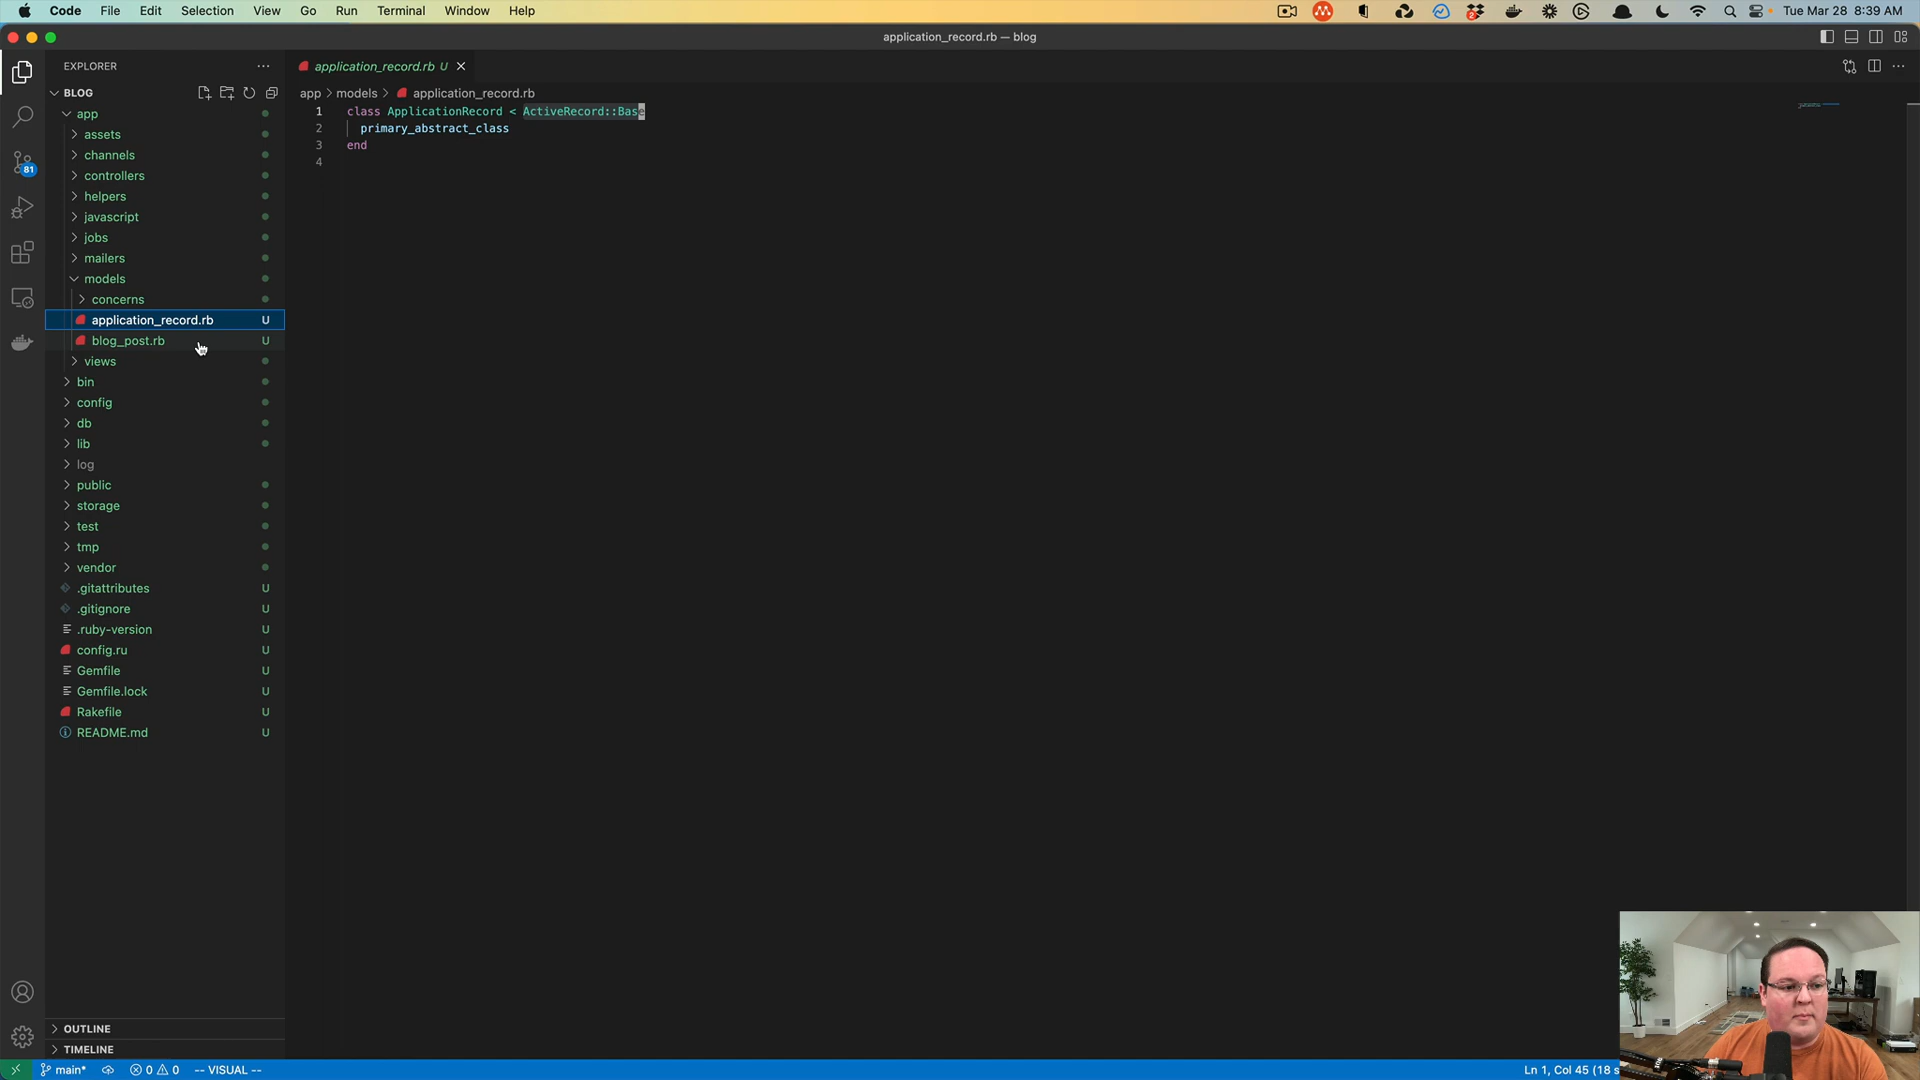 Code File Edit Selection View Go Run Terminal Window Help
2
Tue Mar 28 8:39 AM
application_record.rb — blog
EXPLORER
application_record.rb U
BLOG
app > models > application_record.rb
app
1 class ApplicationRecord < ActiveRecord::Base
2 primary_abstract_class
3 end
4
assets
channels
81
controllers
helpers
javascript
jobs
mailers
models
concerns
application_record.rb U
blog_post.rb U
views
bin
config
db
lib
log
public
storage
test
tmp
vendor
.gitattributes U
.gitignore U
.ruby-version U
config.ru U
Gemfile U
Gemfile.lock U
Rakefile U
README.md U
OUTLINE
TIMELINE
main* 0 0 -- VISUAL --
Ln 1, Col 45 (18 s